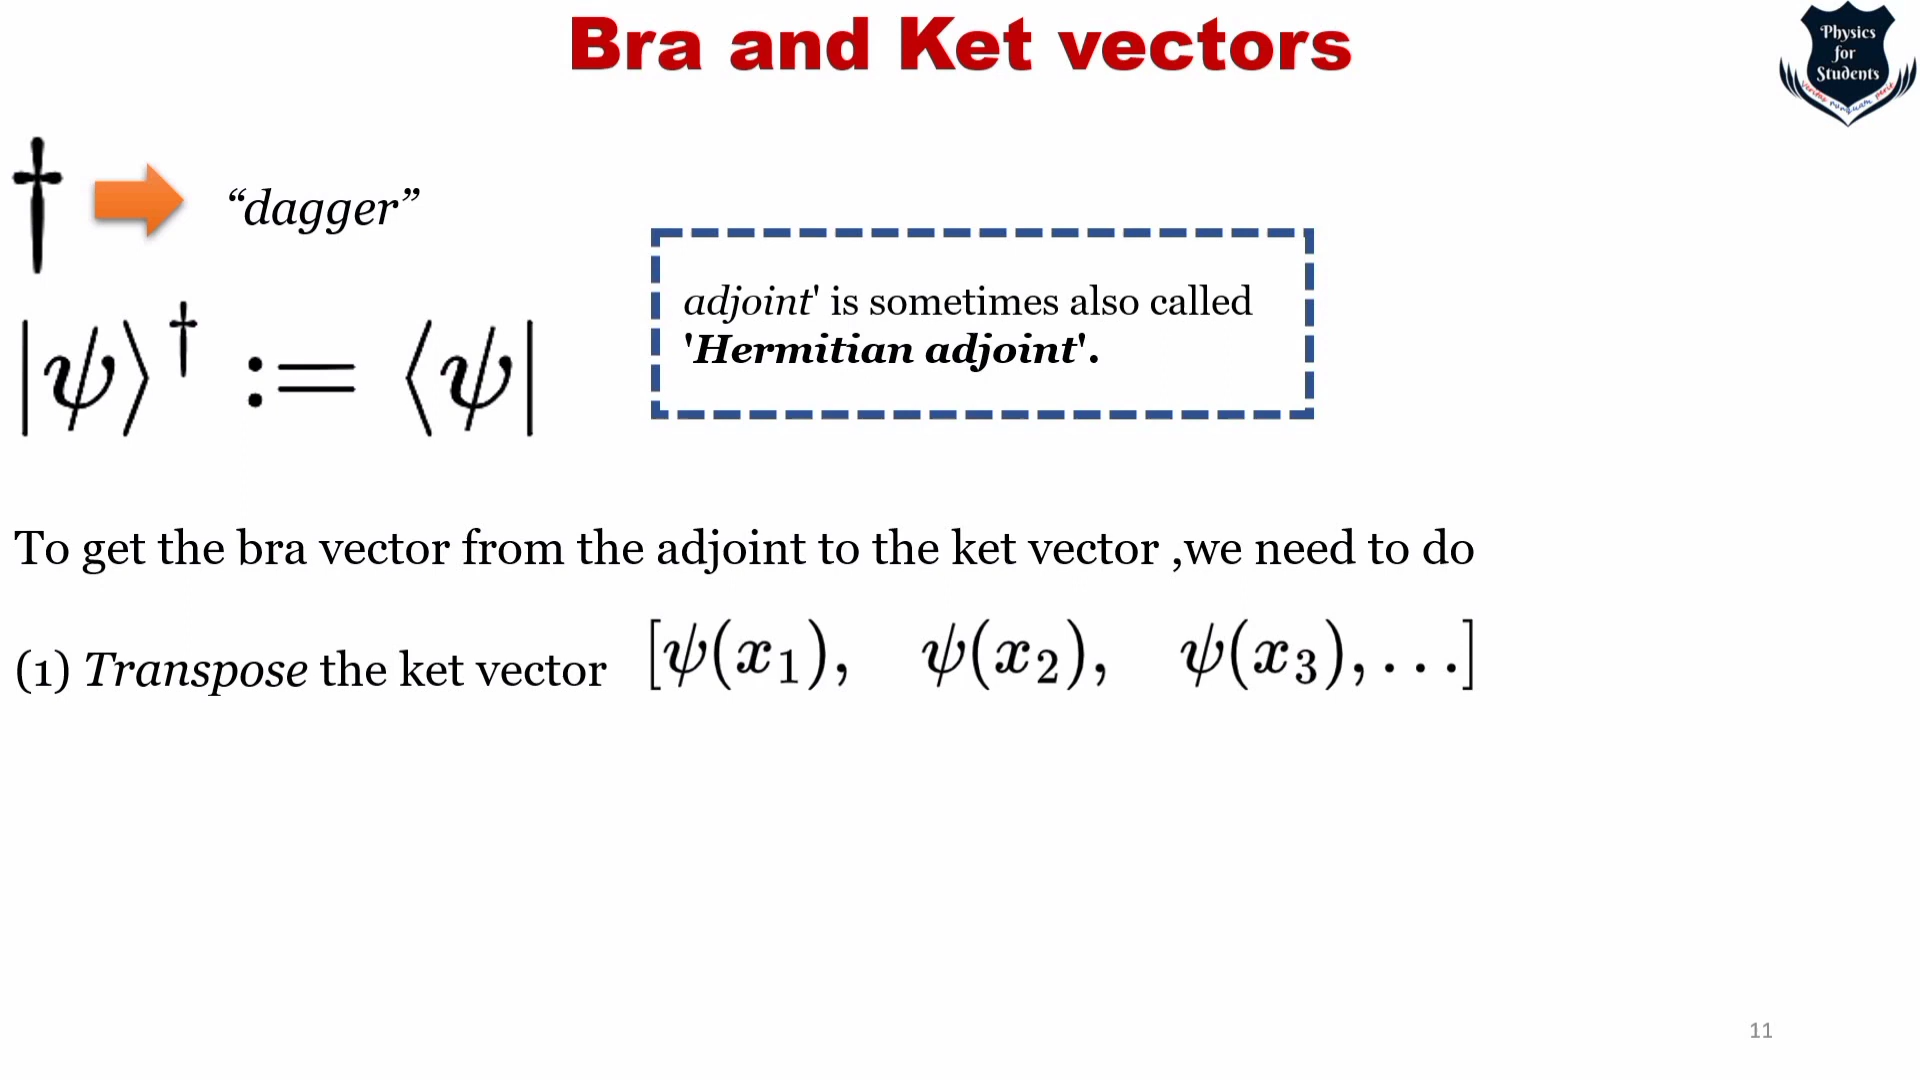 Bra and Ket vectors
Physics
for
Students
†
“dagger”
|ψ⟩† := ⟨ψ|
adjoint' is sometimes also called
'Hermitian adjoint'.
To get the bra vector from the adjoint to the ket vector ,we need to do
(1) Transpose the ket vector [ψ(x₁), ψ(x₂), ψ(x₃), . . .]
11